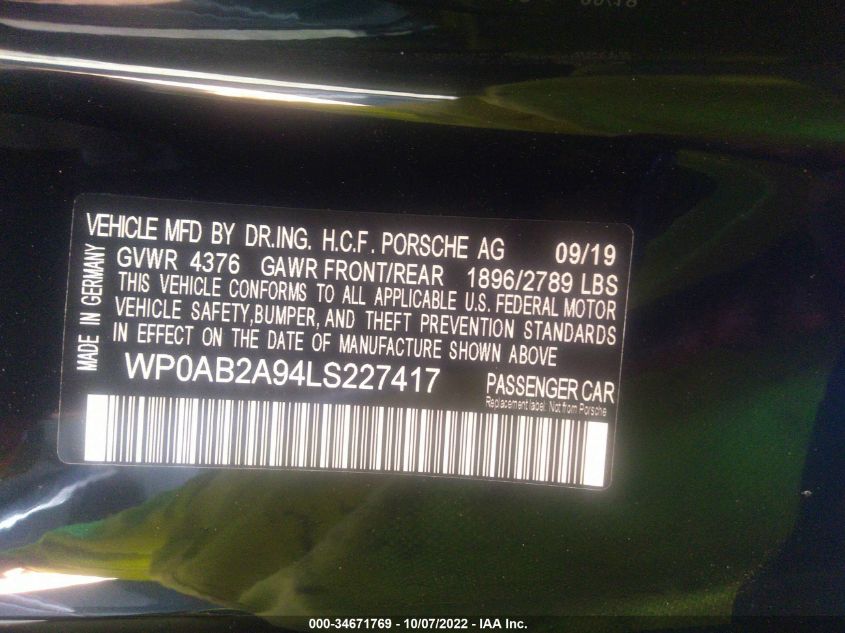 VEHICLE MFD BY DR.ING. H.C.F. PORSCHE AG 09/19
GVWR 4376 GAWR FRONT/REAR 1896/2789 LBS
THIS VEHICLE CONFORMS TO ALL APPLICABLE U.S. FEDERAL MOTOR
VEHICLE SAFETY,BUMPER, AND THEFT PREVENTION STANDARDS
IN EFFECT ON THE DATE OF MANUFACTURE SHOWN ABOVE
MADE IN GERMANY
WP0AB2A94LS227417 PASSENGER CAR
Replacement label: Not from Porsche
000-34671769 - 10/07/2022 - IAA Inc.